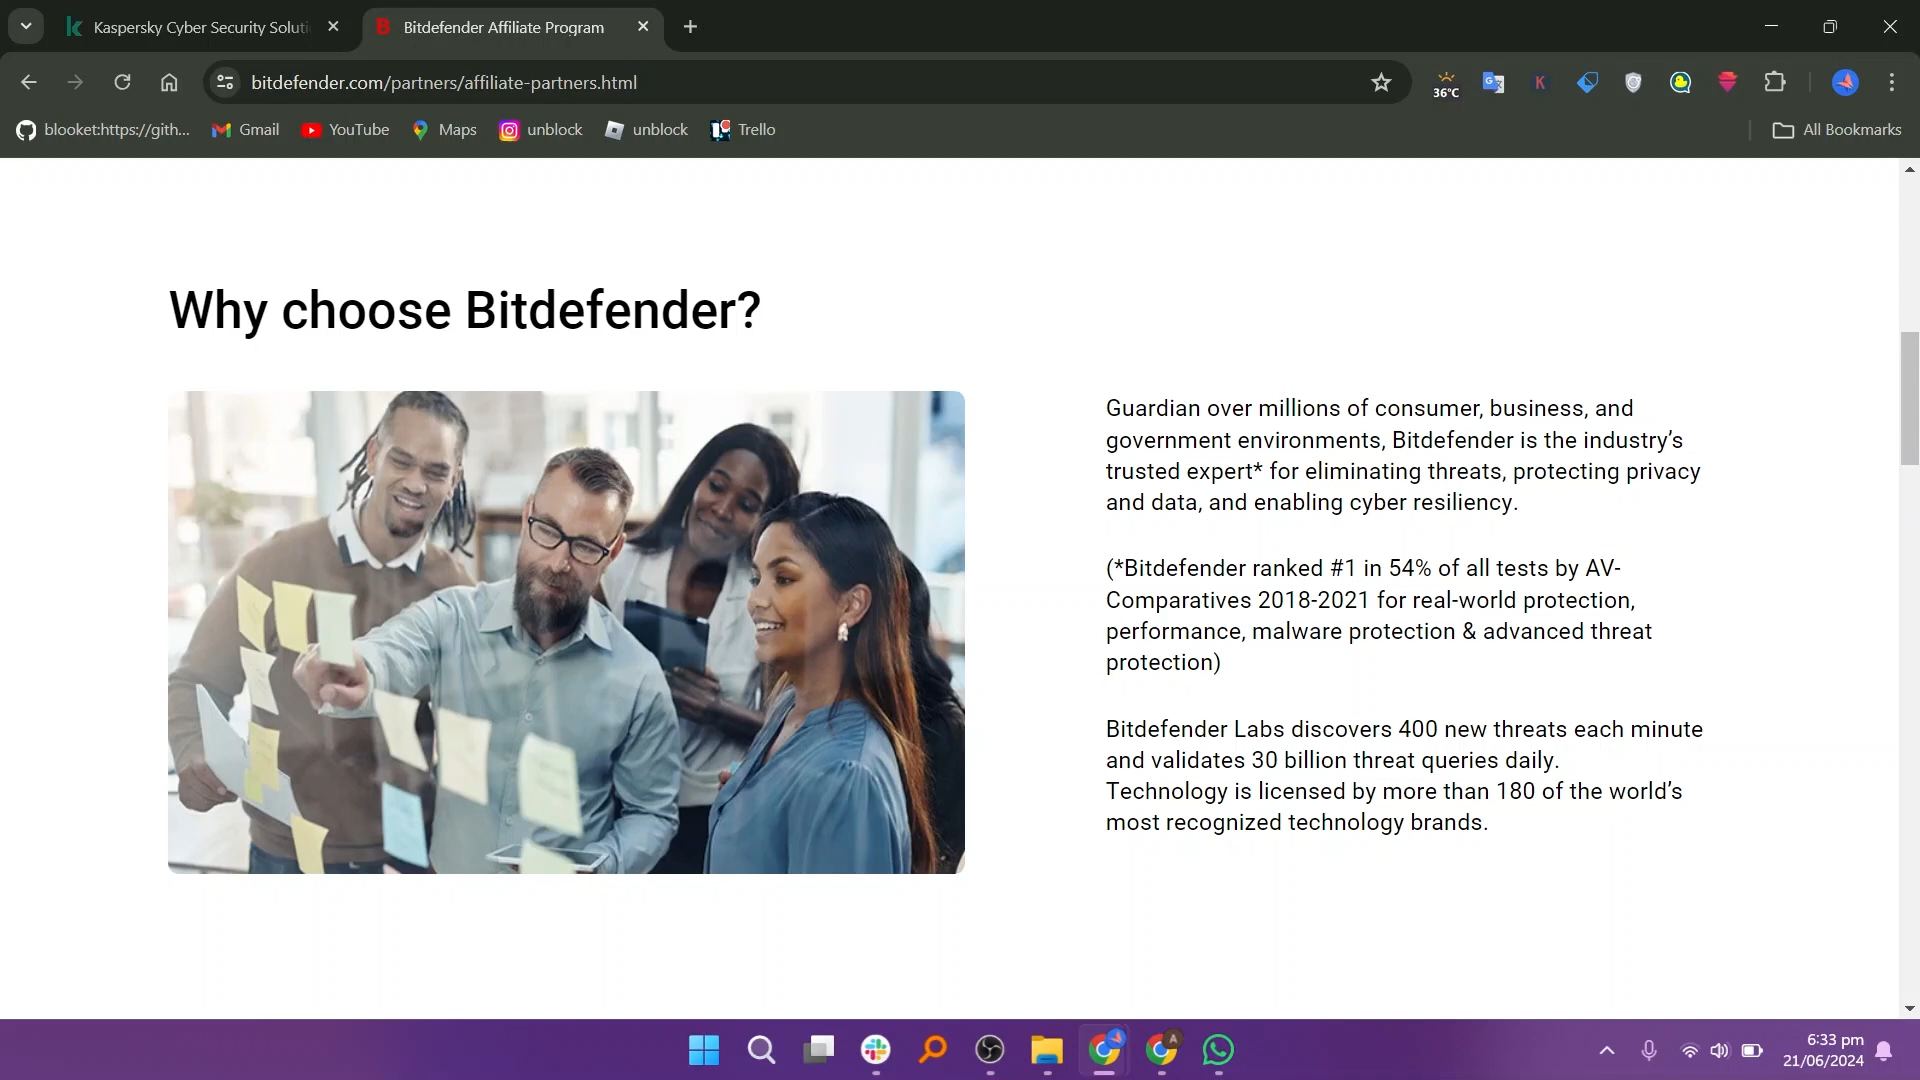 Kaspersky Cyber Security Soluti
Bitdefender Affiliate Program
bitdefender.com/partners/affiliate-partners.html
36°C
blooket:https://gith...
Gmail
YouTube
Maps
unblock
unblock
Trello
All Bookmarks
Why choose Bitdefender?
Guardian over millions of consumer, business, and
government environments, Bitdefender is the industry’s
trusted expert* for eliminating threats, protecting privacy
and data, and enabling cyber resiliency.
(*Bitdefender ranked #1 in 54% of all tests by AV-
Comparatives 2018-2021 for real-world protection,
performance, malware protection & advanced threat
protection)
Bitdefender Labs discovers 400 new threats each minute
and validates 30 billion threat queries daily.
Technology is licensed by more than 180 of the world’s
most recognized technology brands.
6:33 pm
21/06/2024